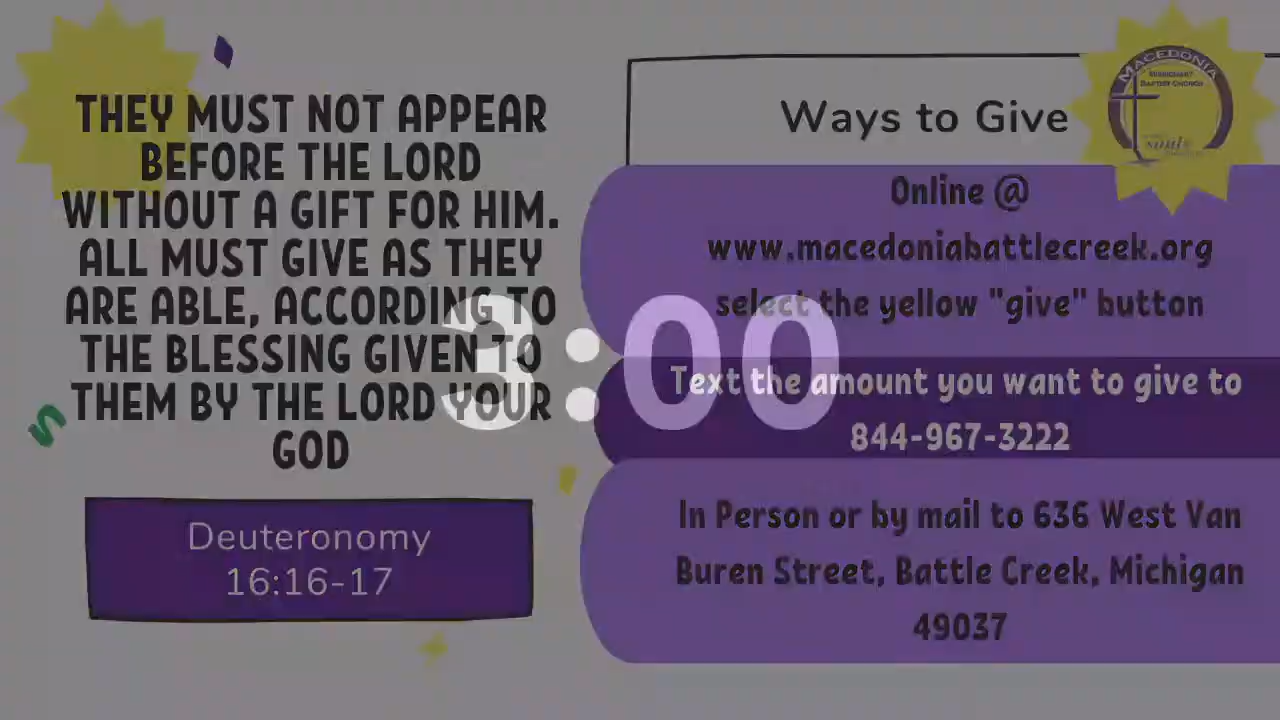 THEY MUST NOT APPEAR
BEFORE THE LORD
WITHOUT A GIFT FOR HIM.
ALL MUST GIVE AS THEY
ARE ABLE, ACCORDING TO
THE BLESSING GIVEN TO
THEM BY THE LORD YOUR
GOD
Deuteronomy
16:16-17
3:00
Ways to Give
MACEDONIA
MISSIONARY
BAPTIST CHURCH
Online @
www.macedoniabattlecreek.org
select the yellow "give" button
Text the amount you want to give to
844-967-3222
In Person or by mail to 636 West Van
Buren Street, Battle Creek, Michigan
49037